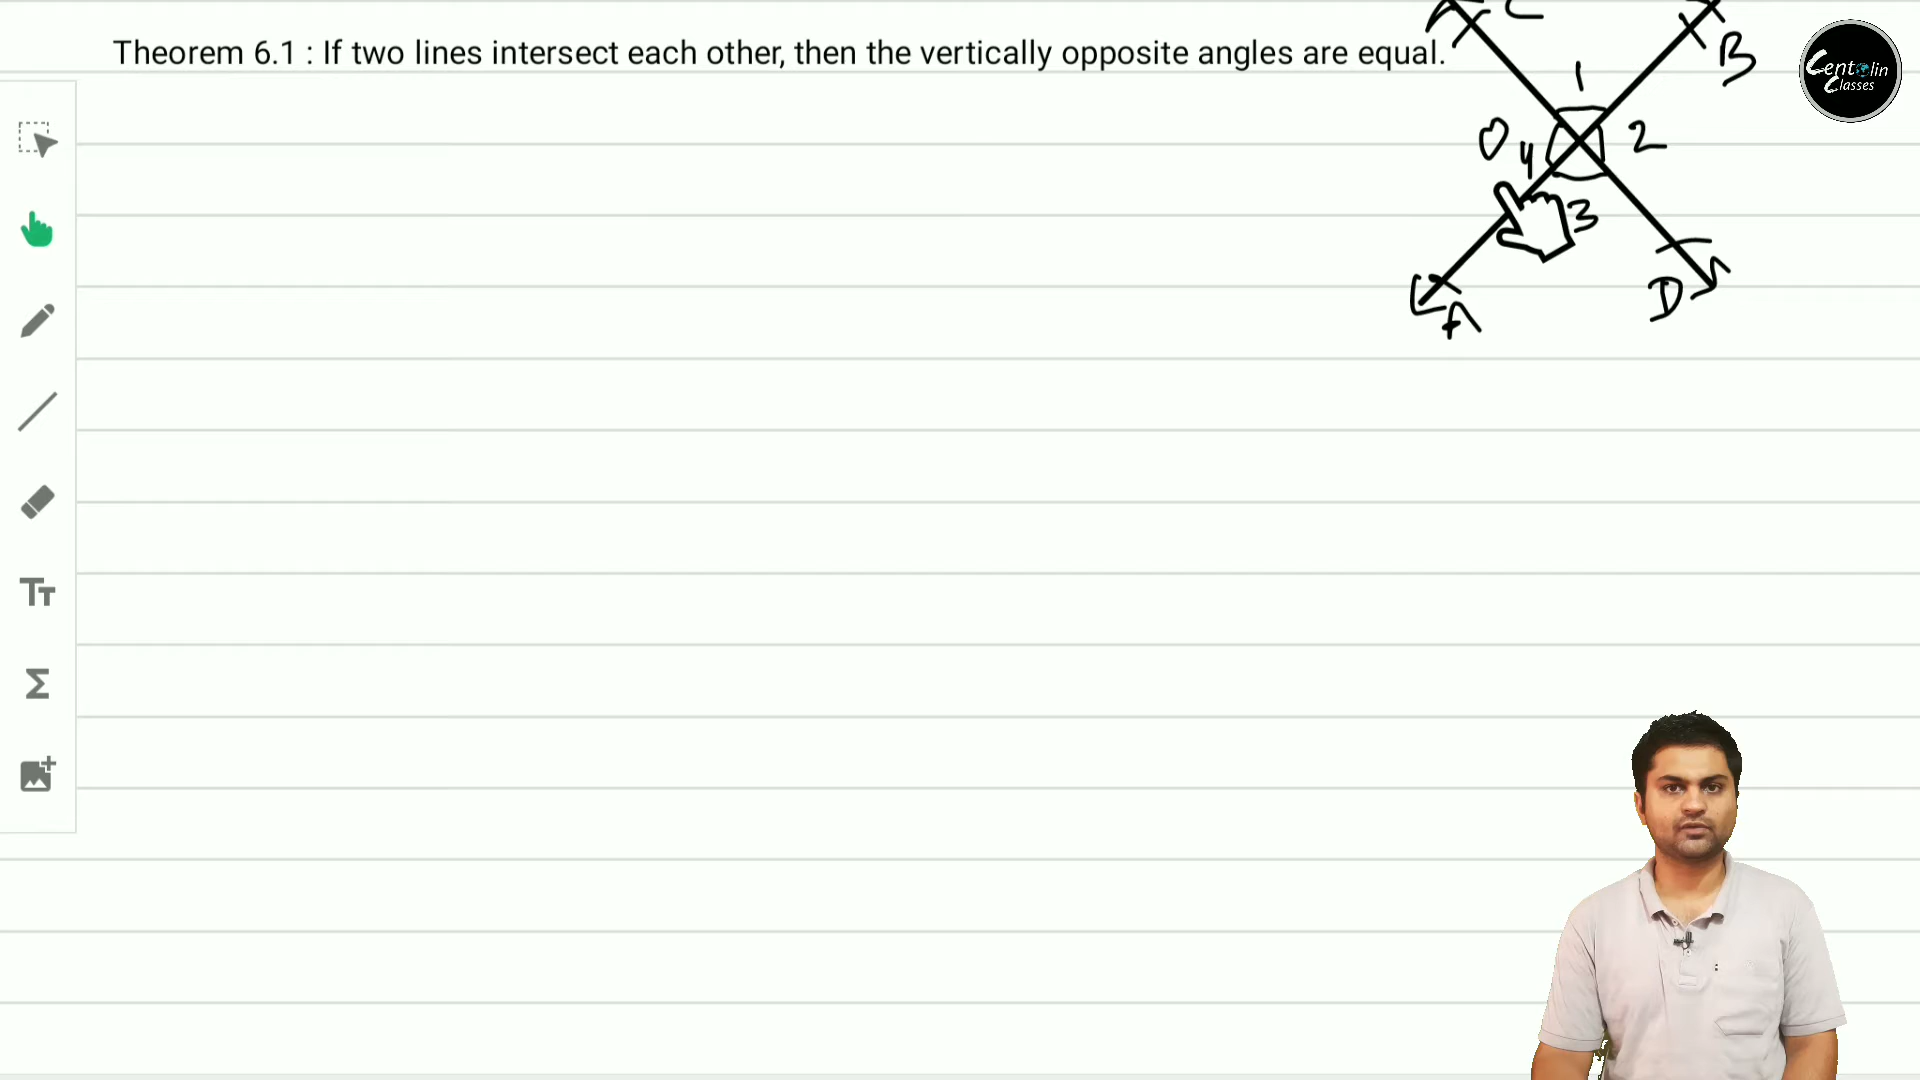 Theorem 6.1 : If two lines intersect each other, then the vertically opposite angles are equal.
C
B
1
O
4
2
3
A
D
Centolin
Classes
Tт
Σ